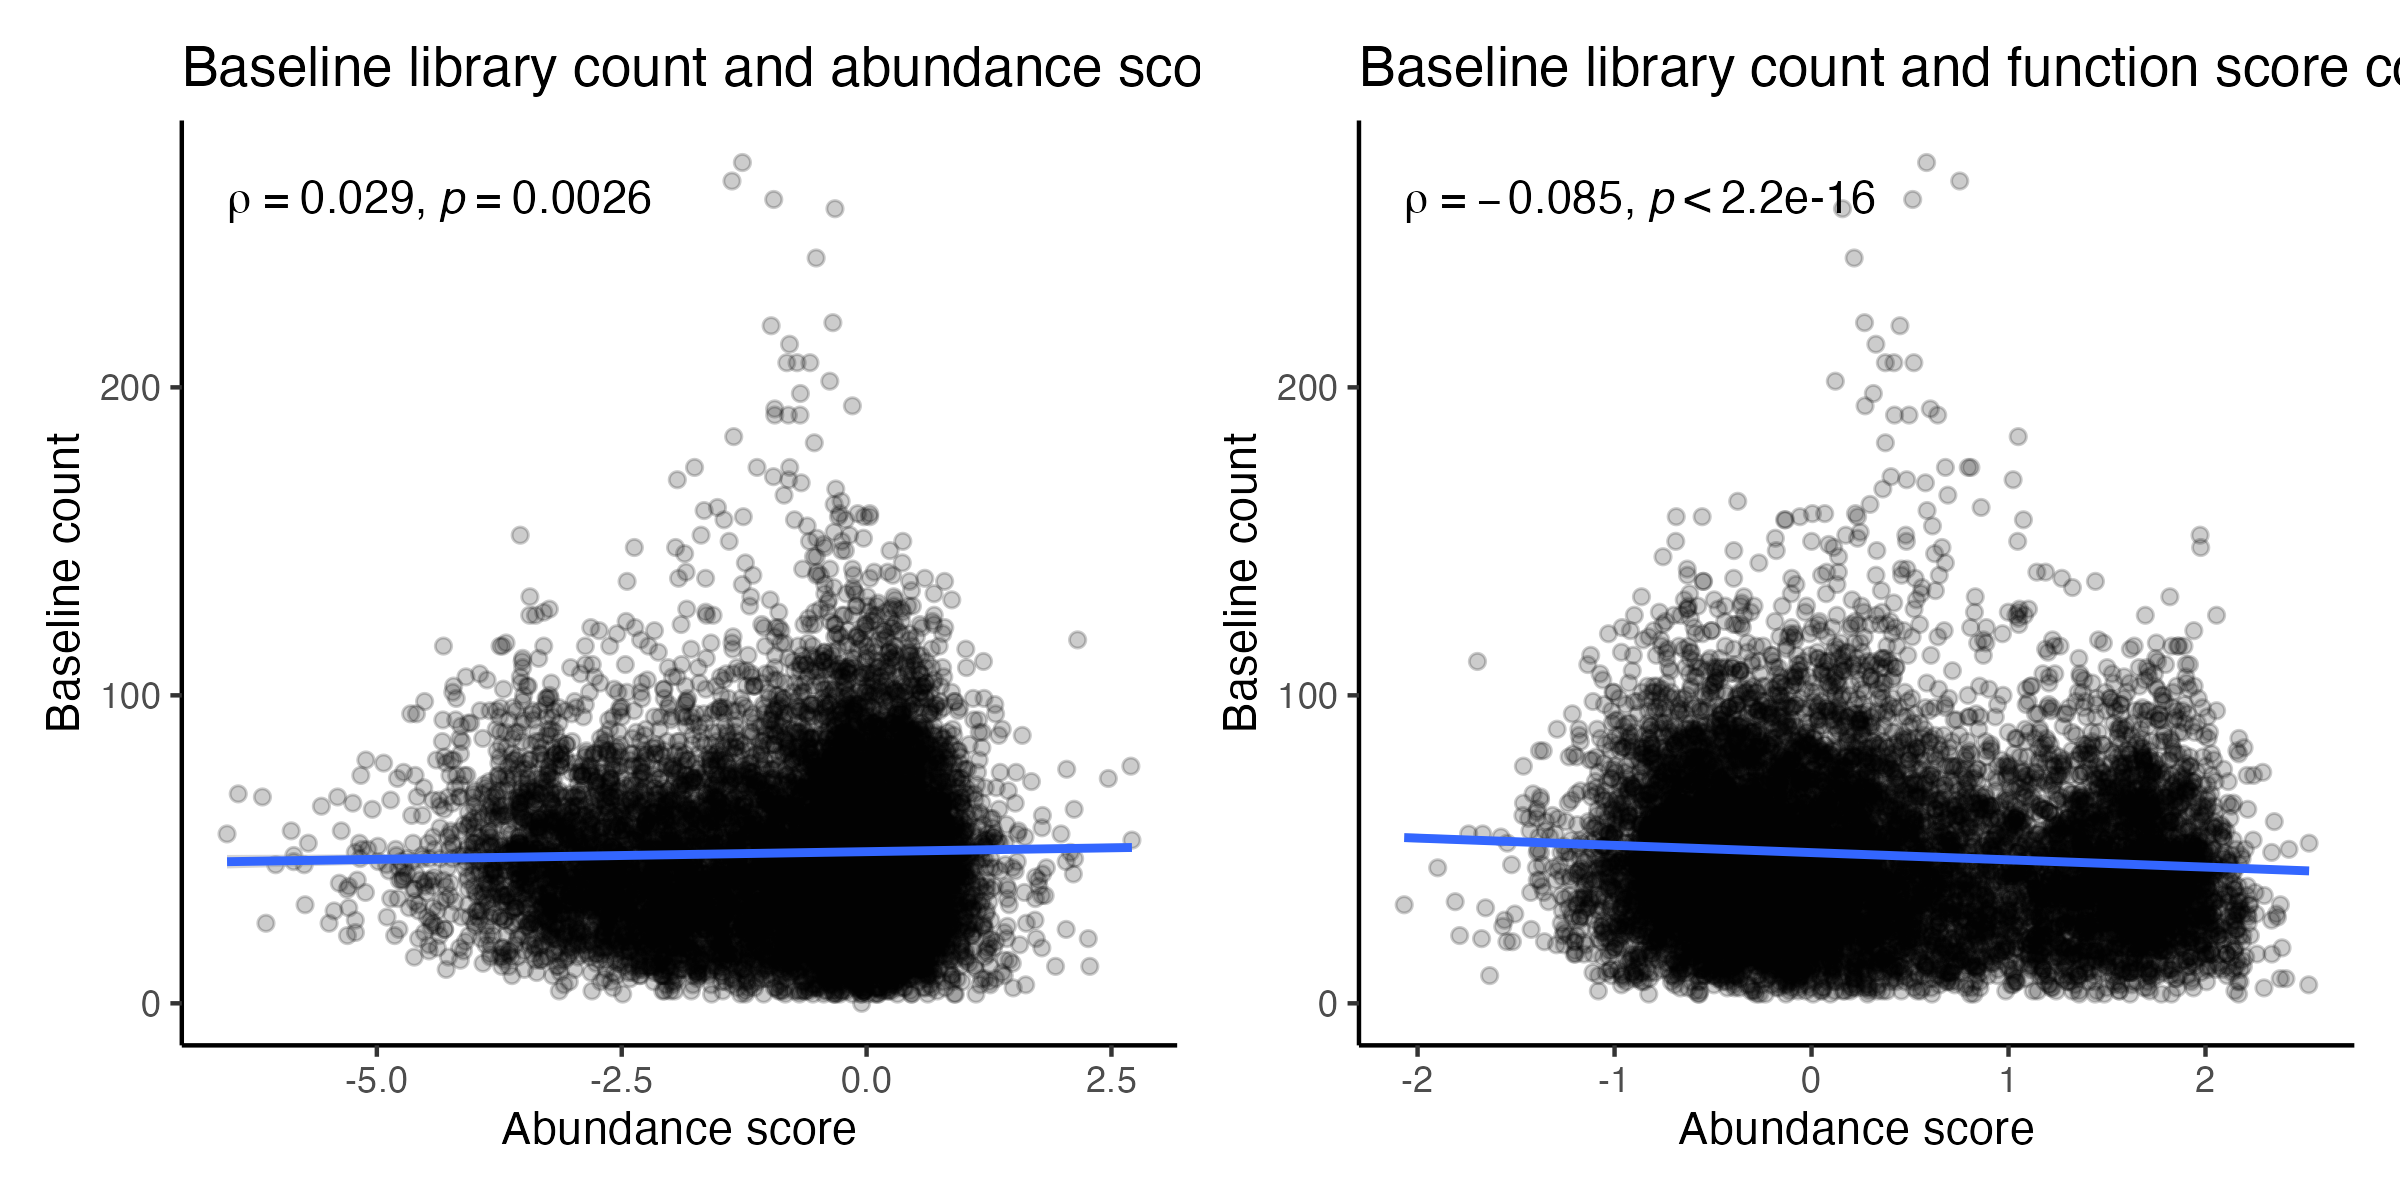 Baseline library count and abundance sco
ρ = 0.029, p = 0.0026
Baseline count
200
100
0
-5.0 -2.5 0.0 2.5
Abundance score
Baseline library count and function score co
ρ = − 0.085, p < 2.2e-16
Baseline count
200
100
0
-2 -1 0 1 2
Abundance score